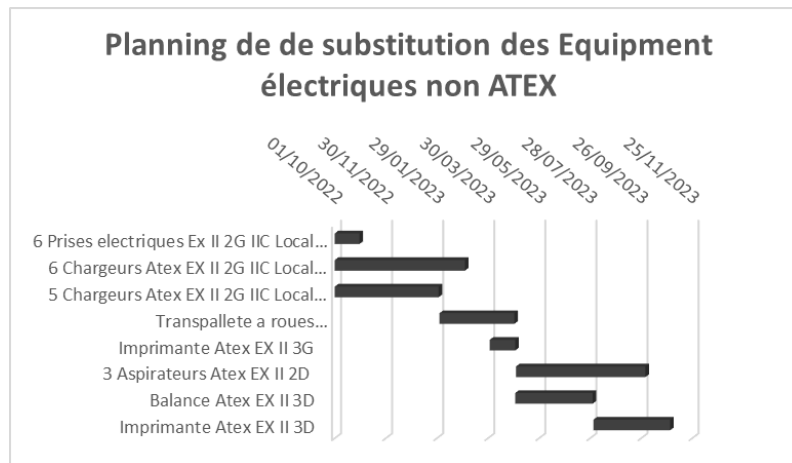 Planning de de substitution des Equipment
électriques non ATEX
01/10/2022
30/11/2022
29/01/2023
30/03/2023
29/05/2023
28/07/2023
26/09/2023
25/11/2023
6 Prises electriques Ex II 2G IIC Local...
6 Chargeurs Atex EX II 2G IIC Local...
5 Chargeurs Atex EX II 2G IIC Local...
Transpallete a roues...
Imprimante Atex EX II 3G
3 Aspirateurs Atex EX II 2D
Balance Atex EX II 3D
Imprimante Atex EX II 3D